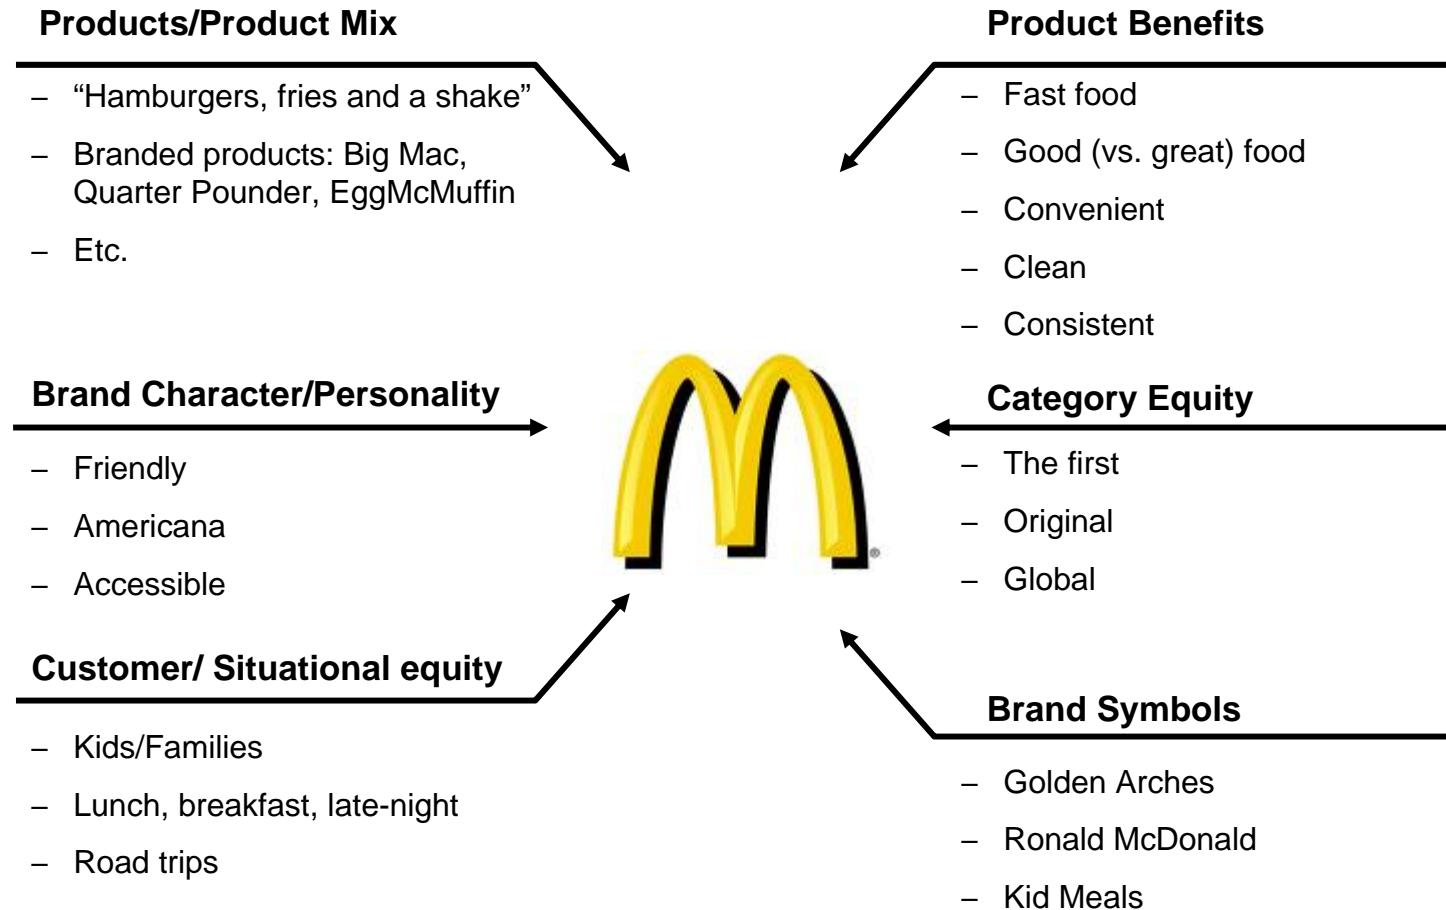 Products/Product Mix
– “Hamburgers, fries and a shake”
– Branded products: Big Mac,
Quarter Pounder, EggMcMuffin
– Etc.
Brand Character/Personality
– Friendly
– Americana
– Accessible
Customer/ Situational equity
– Kids/Families
– Lunch, breakfast, late-night
– Road trips
®
Product Benefits
– Fast food
– Good (vs. great) food
– Convenient
– Clean
– Consistent
Category Equity
– The first
– Original
– Global
Brand Symbols
– Golden Arches
– Ronald McDonald
– Kid Meals